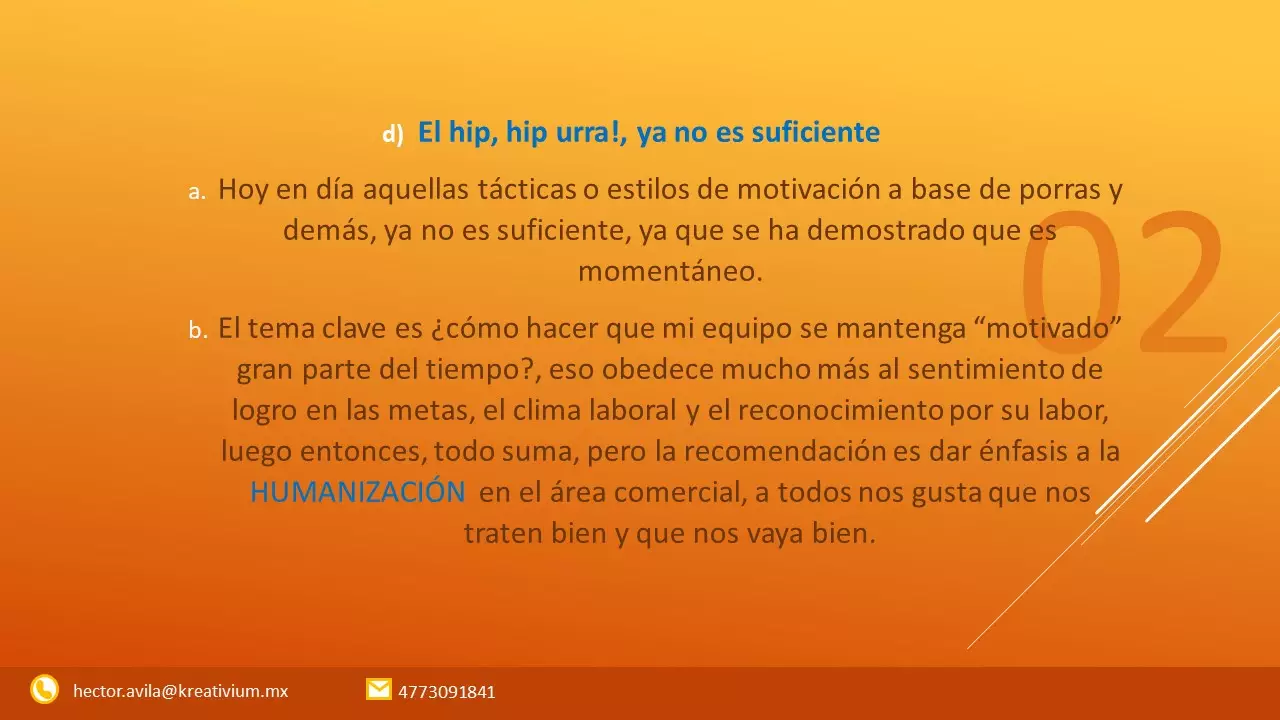 d) El hip, hip urra!, ya no es suficiente
a. Hoy en día aquellas tácticas o estilos de motivación a base de porras y
demás, ya no es suficiente, ya que se ha demostrado que es
momentáneo.
02
b. El tema clave es ¿cómo hacer que mi equipo se mantenga “motivado”
gran parte del tiempo?, eso obedece mucho más al sentimiento de
logro en las metas, el clima laboral y el reconocimiento por su labor,
luego entonces, todo suma, pero la recomendación es dar énfasis a la
HUMANIZACIÓN en el área comercial, a todos nos gusta que nos
traten bien y que nos vaya bien.
hector.avila@kreativium.mx 4773091841